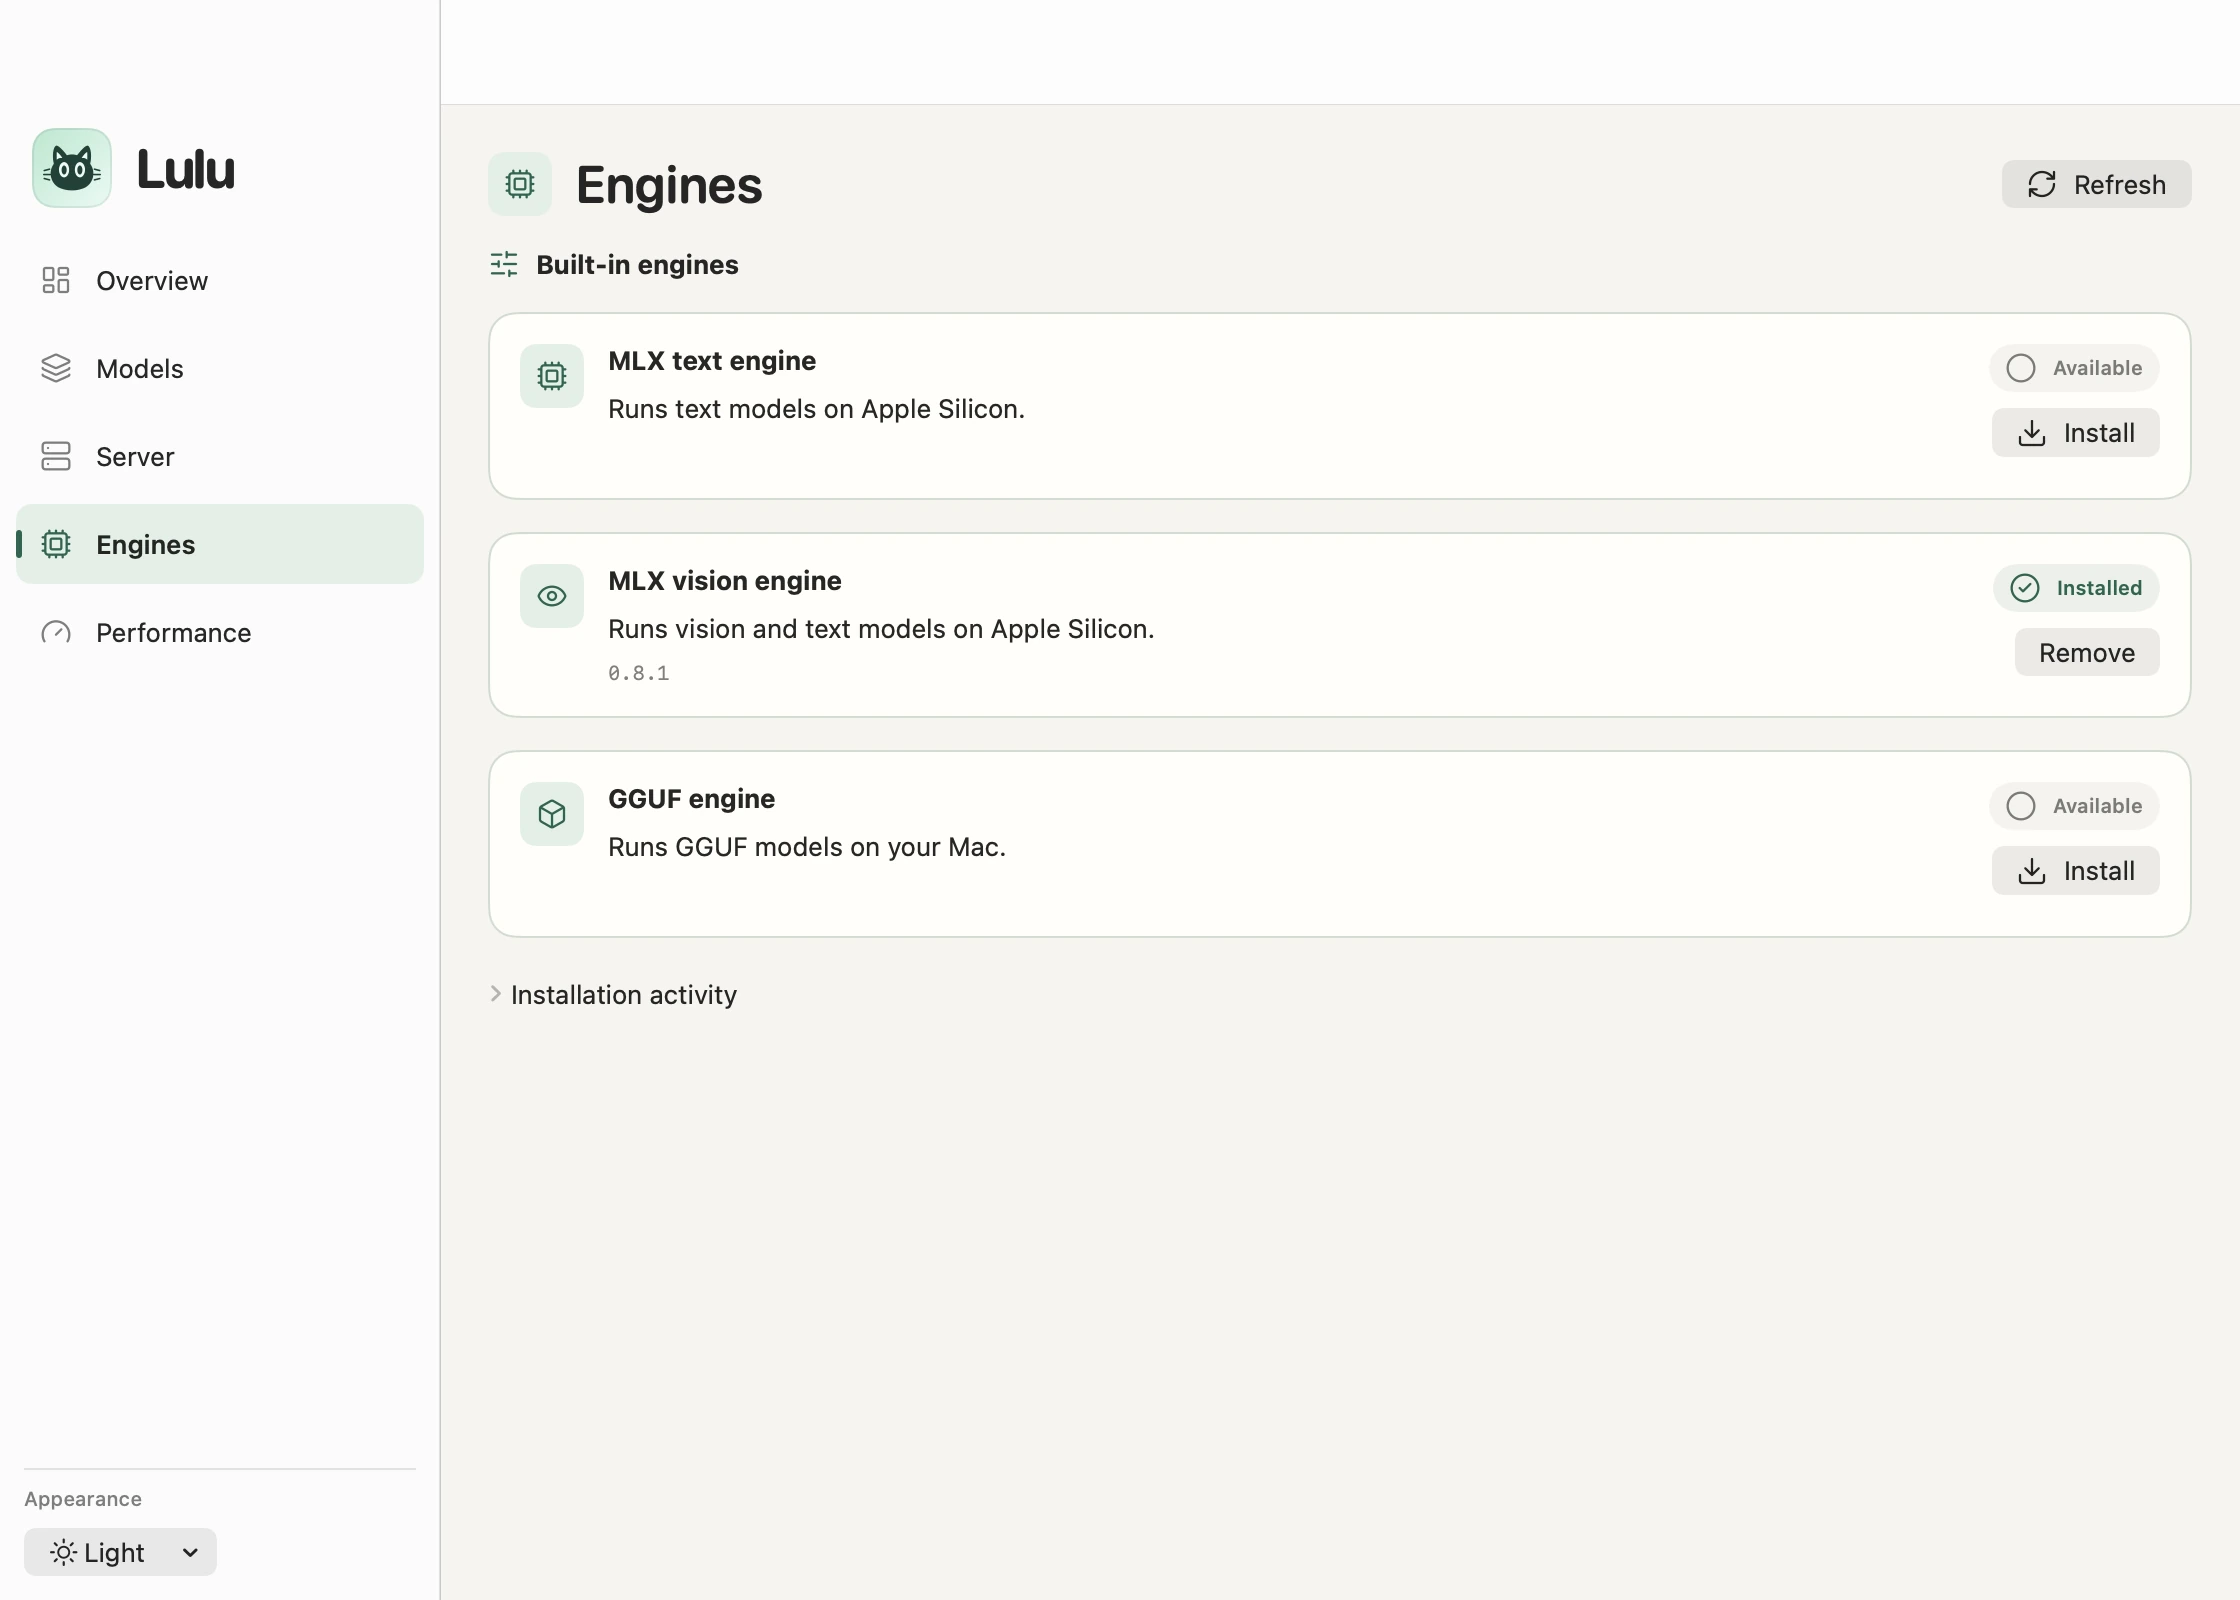 Lulu
Overview
Models
Server
Engines
Performance
Appearance
Light
Engines
Refresh
Built-in engines
MLX text engine
Runs text models on Apple Silicon.
Available
Install
MLX vision engine
Runs vision and text models on Apple Silicon.
0.8.1
Installed
Remove
GGUF engine
Runs GGUF models on your Mac.
Available
Install
Installation activity